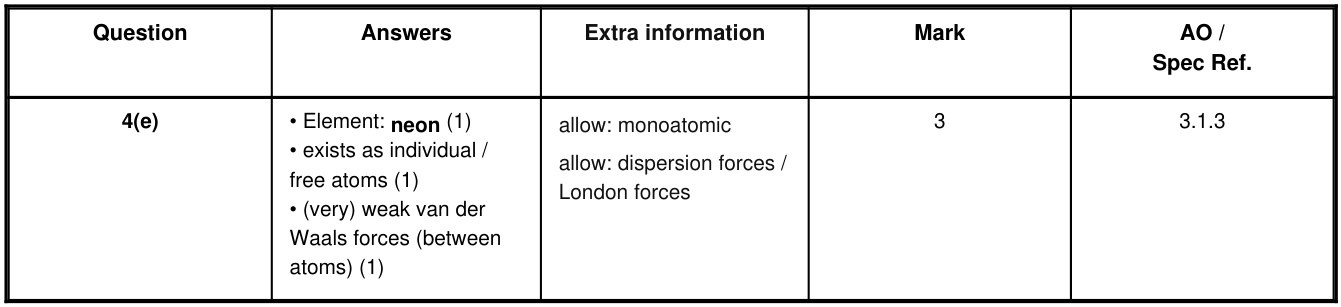 Question
Answers
Extra information
Mark
AO /
Spec Ref.
4(e)
• Element: neon (1)
• exists as individual /
free atoms (1)
• (very) weak van der
Waals forces (between
atoms) (1)
allow: monoatomic
allow: dispersion forces /
London forces
3
3.1.3